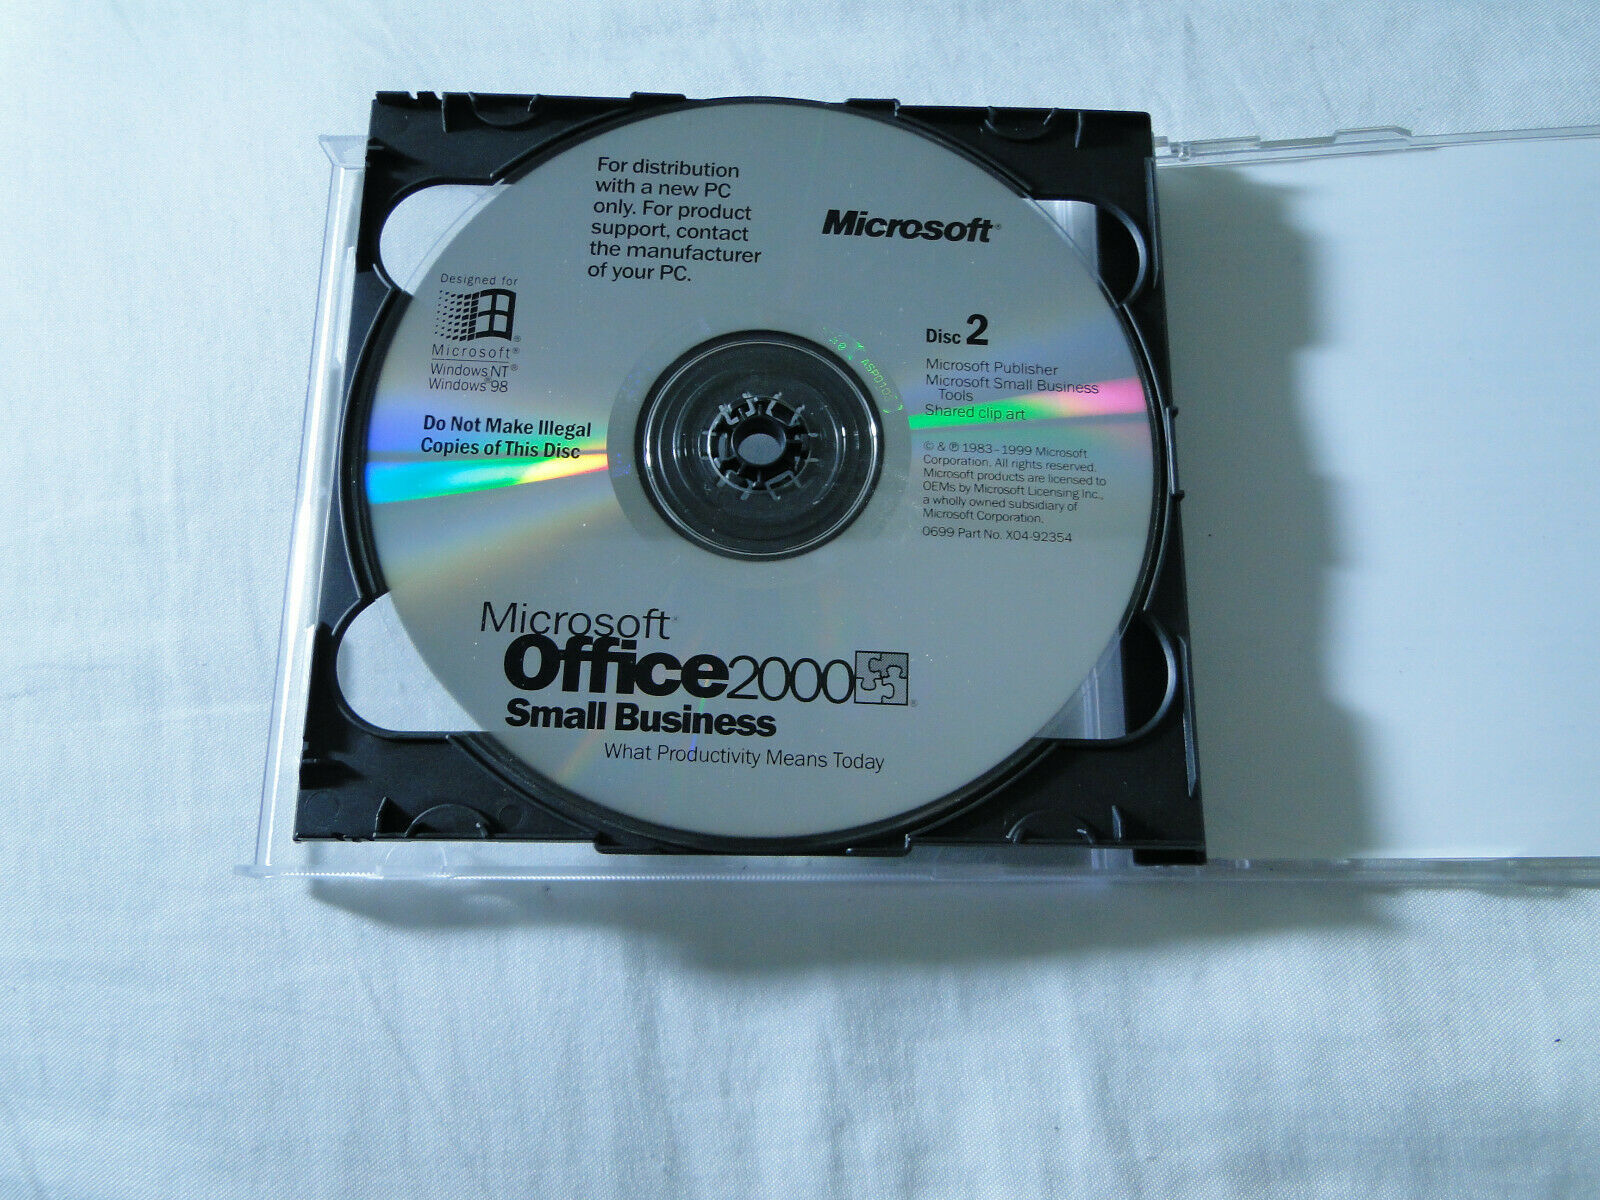 For distribution
with a new PC
only. For product
support, contact
the manufacturer
of your PC.
Microsoft®
Designed for
Microsoft®
Windows NT®
Windows®98
Do Not Make Illegal
Copies of This Disc
Disc 2
Microsoft Publisher
Microsoft Small Business
Tools
Shared clip art
© & ℗ 1983-1999 Microsoft
Corporation. All rights reserved.
Microsoft products are licensed to
OEMs by Microsoft Licensing Inc.,
a wholly owned subsidiary of
Microsoft Corporation.
0699 Part No. X04-92354
Microsoft
Office 2000
Small Business
What Productivity Means Today